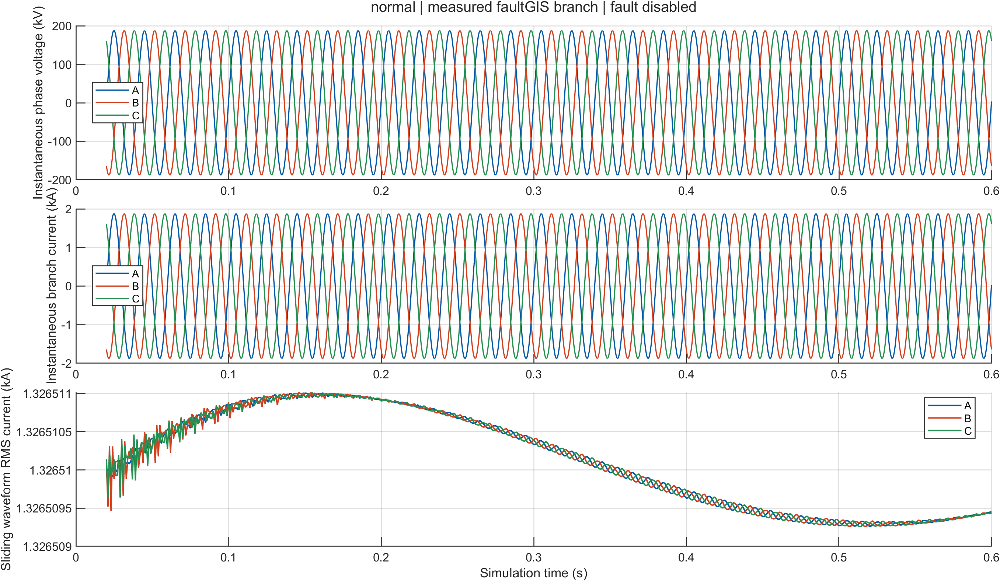 normal | measured faultGIS branch | fault disabled
Instantaneous phase voltage (kV)
200
100
0
-100
-200
A
B
C
0
0.1
0.2
0.3
0.4
0.5
0.6
Instantaneous branch current (kA)
2
1
0
-1
-2
A
B
C
0
0.1
0.2
0.3
0.4
0.5
0.6
Sliding waveform RMS current (kA)
1.326511
1.3265105
1.32651
1.3265095
1.326509
A
B
C
0
0.1
0.2
0.3
0.4
0.5
0.6
Simulation time (s)